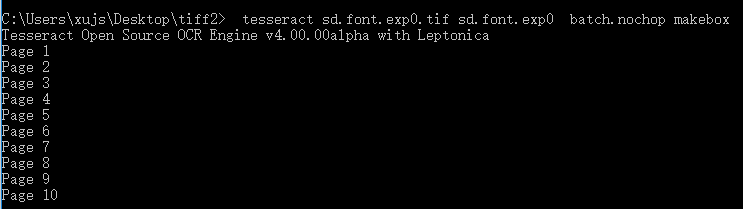 C:\Users\xujs\Desktop\tiff2>  tesseract sd.font.exp0.tif sd.font.exp0  batch.nochop makebox
Tesseract Open Source OCR Engine v4.00.00alpha with Leptonica
Page 1
Page 2
Page 3
Page 4
Page 5
Page 6
Page 7
Page 8
Page 9
Page 10